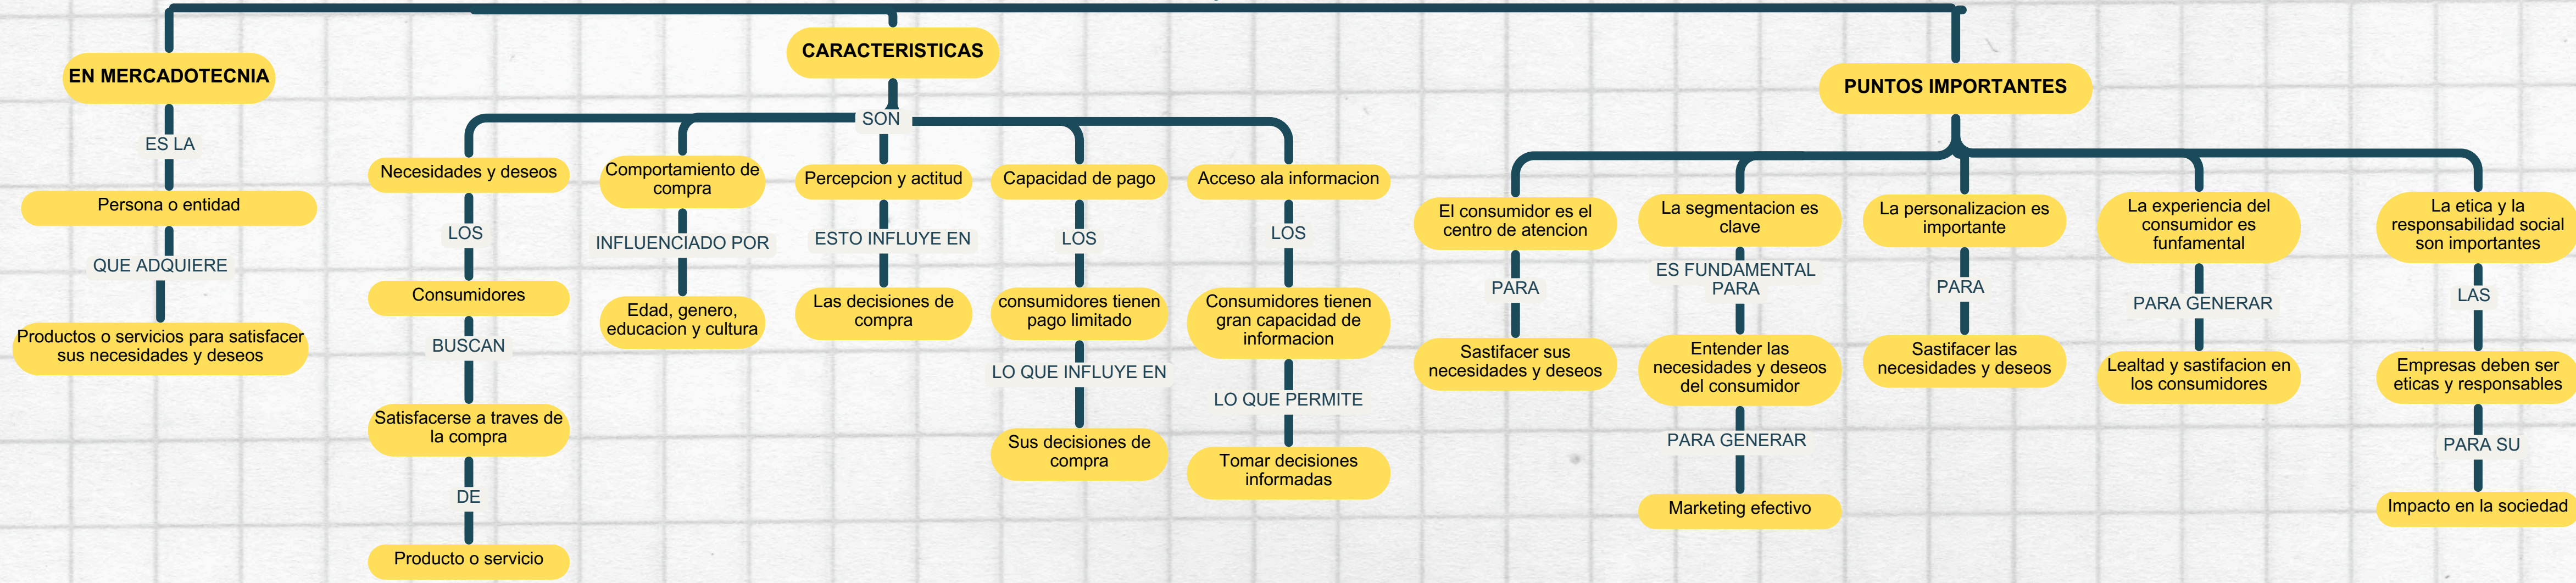 EN MERCADOTECNIA
ES LA
Persona o entidad
QUE ADQUIERE
Productos o servicios para satisfacer
sus necesidades y deseos
CARACTERISTICAS
SON
Necesidades y deseos
LOS
Consumidores
BUSCAN
Satisfacerse a traves de
la compra
DE
Producto o servicio
Comportamiento de
compra
INFLUENCIADO POR
Edad, genero,
educacion y cultura
Percepcion y actitud
ESTO INFLUYE EN
Las decisiones de
compra
Capacidad de pago
LOS
consumidores tienen
pago limitado
LO QUE INFLUYE EN
Sus decisiones de
compra
Acceso ala informacion
LOS
Consumidores tienen
gran capacidad de
informacion
LO QUE PERMITE
Tomar decisiones
informadas
PUNTOS IMPORTANTES
El consumidor es el
centro de atencion
PARA
Sastifacer sus
necesidades y deseos
La segmentacion es
clave
ES FUNDAMENTAL
PARA
Entender las
necesidades y deseos
del consumidor
PARA GENERAR
Marketing efectivo
La personalizacion es
importante
PARA
Sastifacer las
necesidades y deseos
La experiencia del
consumidor es
funfamental
PARA GENERAR
Lealtad y sastifacion en
los consumidores
La etica y la
responsabilidad social
son importantes
LAS
Empresas deben ser
eticas y responsables
PARA SU
Impacto en la sociedad